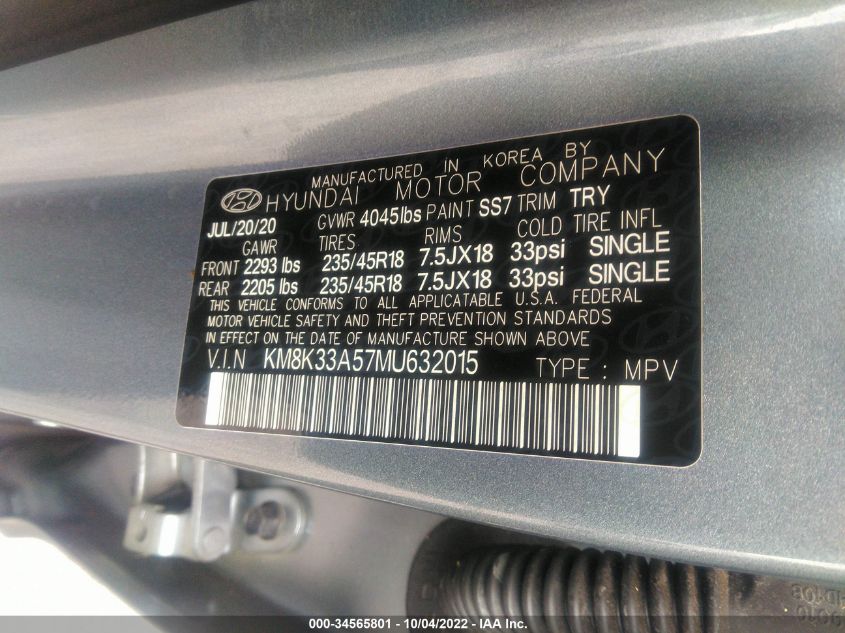 MANUFACTURED IN KOREA BY
HYUNDAI MOTOR COMPANY
JUL/20/20 GVWR 4045lbs PAINT SS7 TRIM TRY
GAWR TIRES RIMS COLD TIRE INFL
FRONT 2293 lbs 235/45R18 7.5JX18 33psi SINGLE
REAR 2205 lbs 235/45R18 7.5JX18 33psi SINGLE
THIS VEHICLE CONFORMS TO ALL APPLICATABLE U.S.A. FEDERAL
MOTOR VEHICLE SAFETY AND THEFT PREVENTION STANDARDS
IN EFFECT ON THE DATE OF MANUFACTURE SHOWN ABOVE.
V.I.N KM8K33A57MU632015 TYPE : MPV
000-34565801 - 10/04/2022 - IAA Inc.